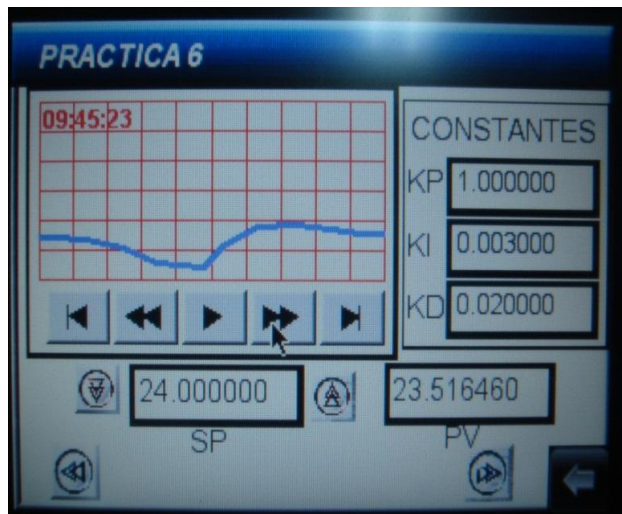 PRACTICA 6
09:45:23
CONSTANTES
KP 1.000000
KI 0.003000
KD 0.020000
24.000000
23.516460
SP
PV